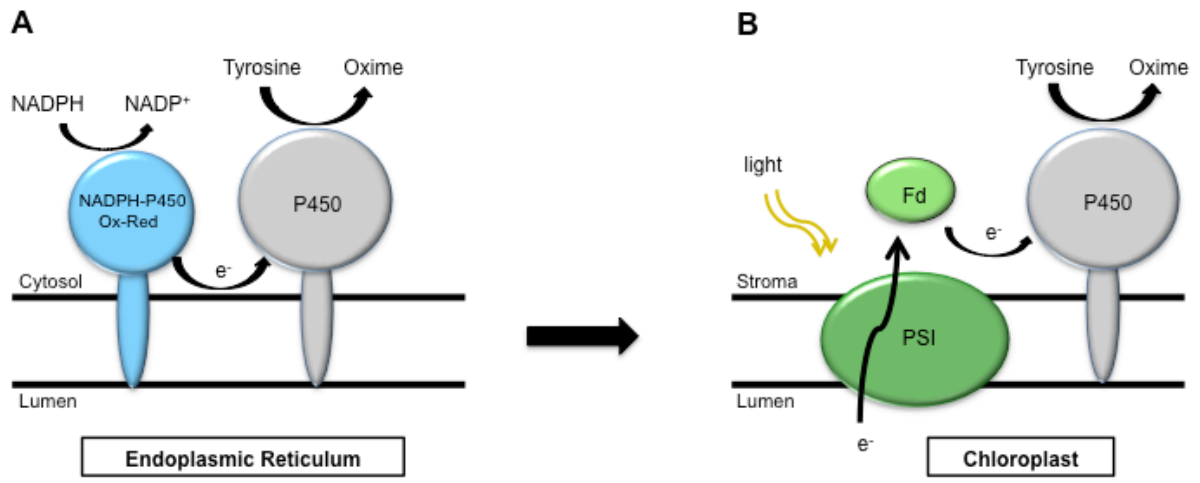 A
Tyrosine
Oxime
NADPH
NADP+
NADPH-P450
Ox-Red
P450
e-
Cytosol
Lumen
Endoplasmic Reticulum
B
Tyrosine
Oxime
light
Fd
P450
e-
Stroma
PSI
Lumen
e-
Chloroplast